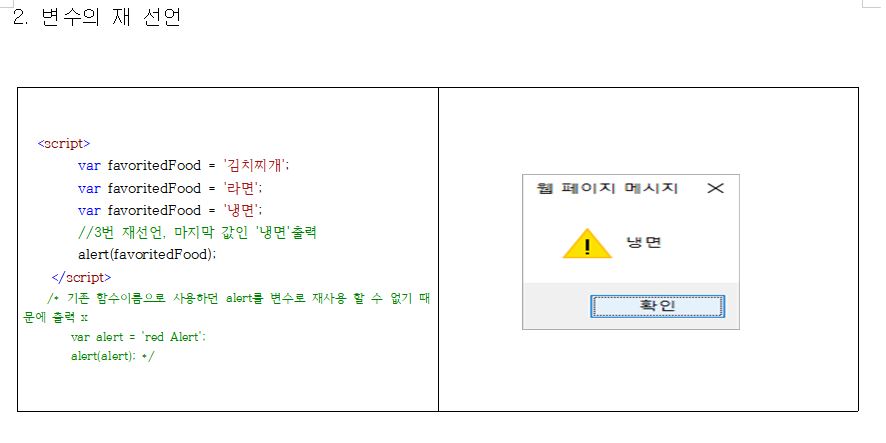 2. 변수의 재 선언
<script>
var favoritedFood = '김치찌개';
var favoritedFood = '라면';
var favoritedFood = '냉면';
//3번 재선언, 마지막 값인 '냉면'출력
alert(favoritedFood);
</script>
/* 기존 함수이름으로 사용하던 alert를 변수로 재사용 할 수 없기 때
문에 출력 x
var alert = 'red Alert';
alert(alert); */
웹 페이지 메시지
냉면
확인